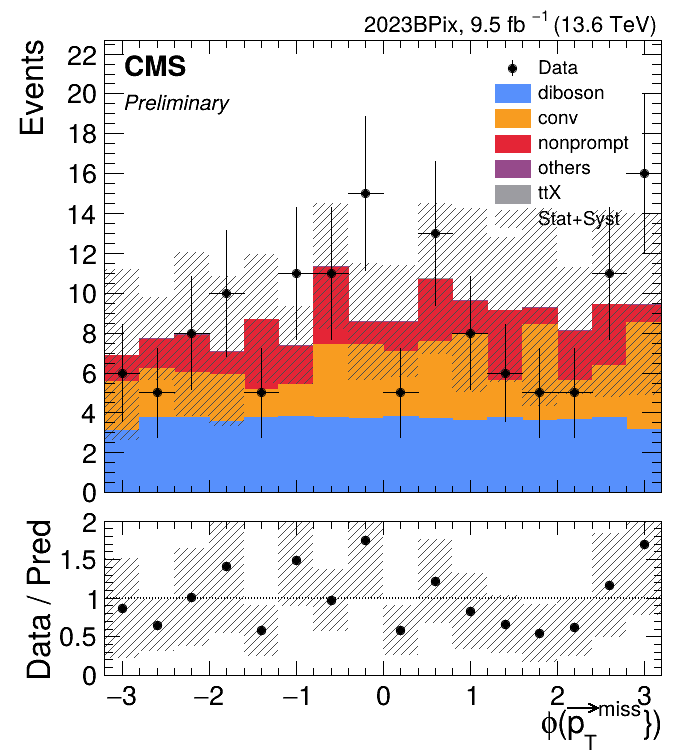 2023BPix, 9.5 fb⁻¹ (13.6 TeV)
CMS
Preliminary
Events
22
20
18
16
14
12
10
8
6
4
2
0
Data
diboson
conv
nonprompt
others
ttX
Stat+Syst
Data / Pred
2
1.5
1
0.5
0
−3 −2 −1 0 1 2 3
ϕ(p⃗_T^miss})